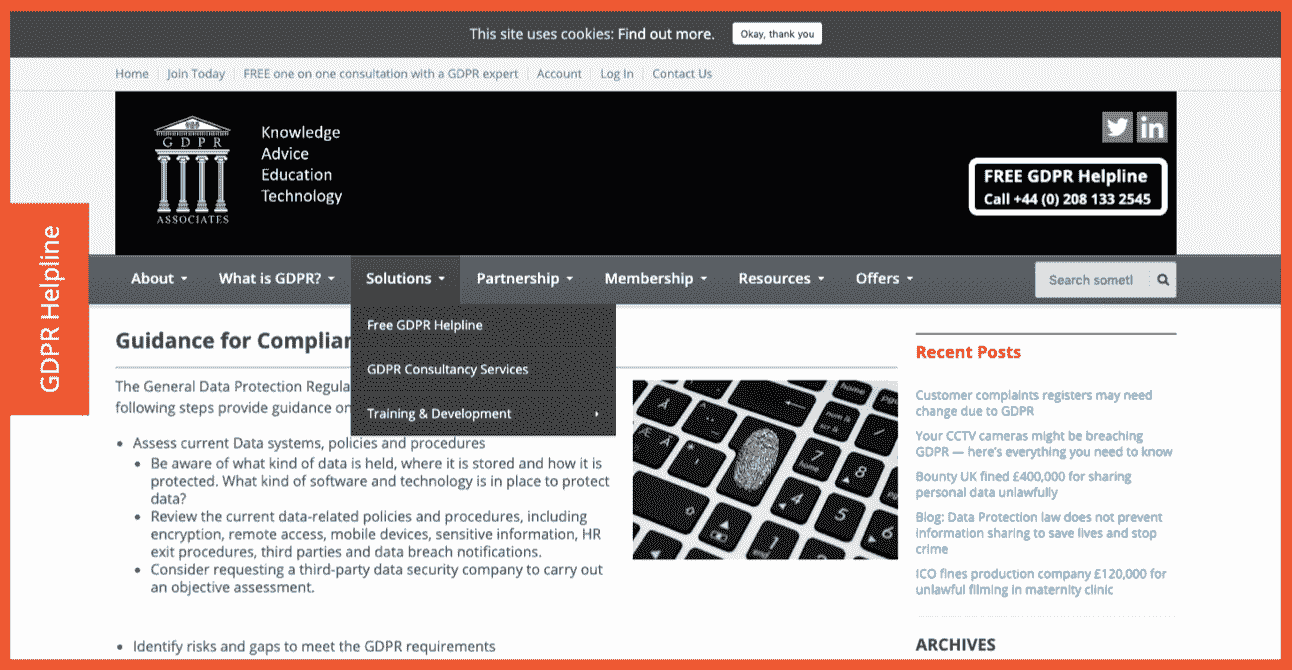 This site uses cookies: Find out more.
Okay, thank you
Home
Join Today
FREE one on one consultation with a GDPR expert
Account
Log In
Contact Us
GDPR
ASSOCIATES
Knowledge
Advice
Education
Technology
in
FREE GDPR Helpline
Call +44 (0) 208 133 2545
GDPR Helpline
About
What is GDPR?
Solutions
Partnership
Membership
Resources
Offers
Search someti
Free GDPR Helpline
GDPR Consultancy Services
Training & Development
Guidance for Complian
The General Data Protection Regula
following steps provide guidance on
Assess current Data systems, policies and procedures
Be aware of what kind of data is held, where it is stored and how it is
protected. What kind of software and technology is in place to protect
data?
Review the current data-related policies and procedures, including
encryption, remote access, mobile devices, sensitive information, HR
exit procedures, third parties and data breach notifications.
Consider requesting a third-party data security company to carry out
an objective assessment.
Identify risks and gaps to meet the GDPR requirements
Recent Posts
Customer complaints registers may need
change due to GDPR
Your CCTV cameras might be breaching
GDPR — here's everything you need to know
Bounty UK fined £400,000 for sharing
personal data unlawfully
Blog: Data Protection law does not prevent
information sharing to save lives and stop
crime
ICO fines production company £120,000 for
unlawful filming in maternity clinic
ARCHIVES